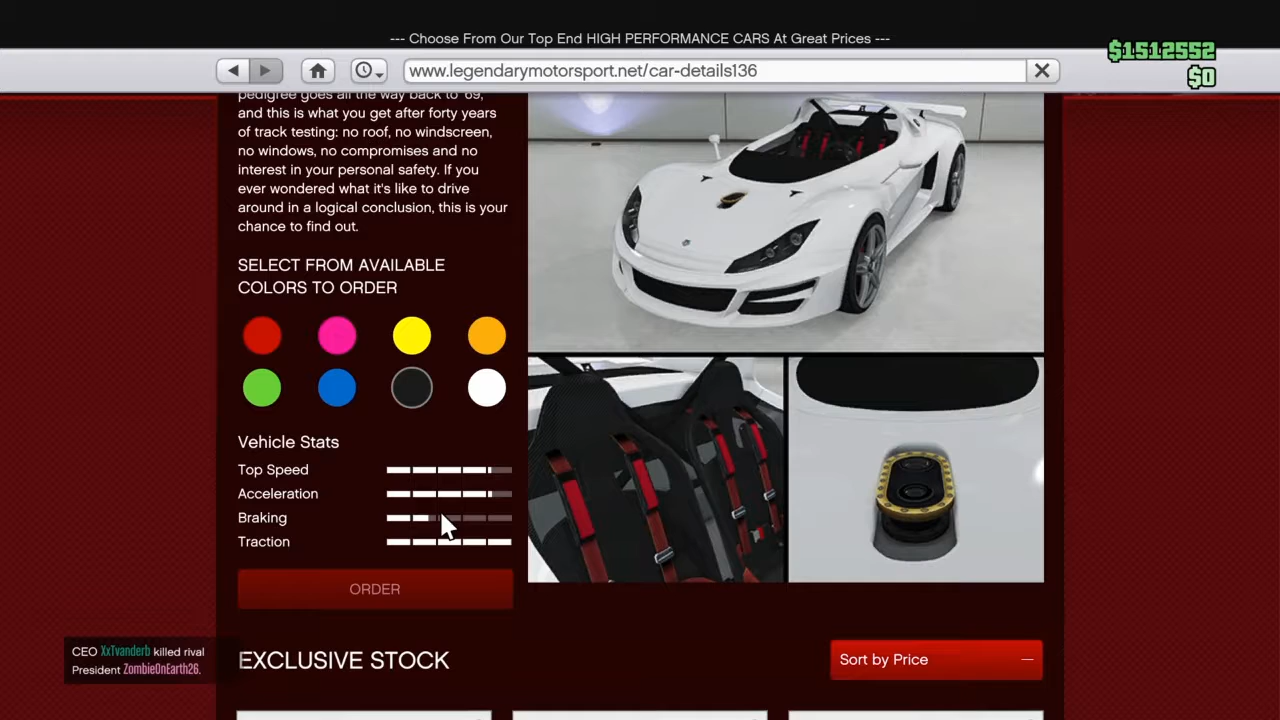 --- Choose From Our Top End HIGH PERFORMANCE CARS At Great Prices ---
$1512552
www.legendarymotorsport.net/car-details136
$0
pedigree goes all the way back to '69,
and this is what you get after forty years
of track testing: no roof, no windscreen,
no windows, no compromises and no
interest in your personal safety. If you
ever wondered what it's like to drive
around in a logical conclusion, this is your
chance to find out.
SELECT FROM AVAILABLE
COLORS TO ORDER
Vehicle Stats
Top Speed
Acceleration
Braking
Traction
ORDER
CEO XxTvanderb killed rival
President ZombieOnEarth26.
EXCLUSIVE STOCK
Sort by Price